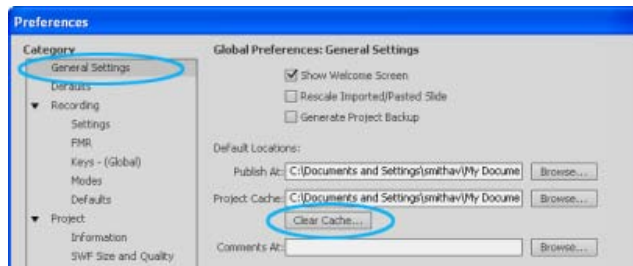 Preferences
Category
General Settings
Defaults
Recording
Settings
FMR
Keys - (Global)
Modes
Defaults
Project
Information
SWF Size and Quality
Global Preferences: General Settings
Show Welcome Screen
Rescale Imported/Pasted Slide
Generate Project Backup
Default Locations:
Publish At: C:\Documents and Settings\smithav\My Docume Browse...
Project Cache: C:\Documents and Settings\smithav\My Docume Browse...
Clear Cache...
Comments At: Browse...